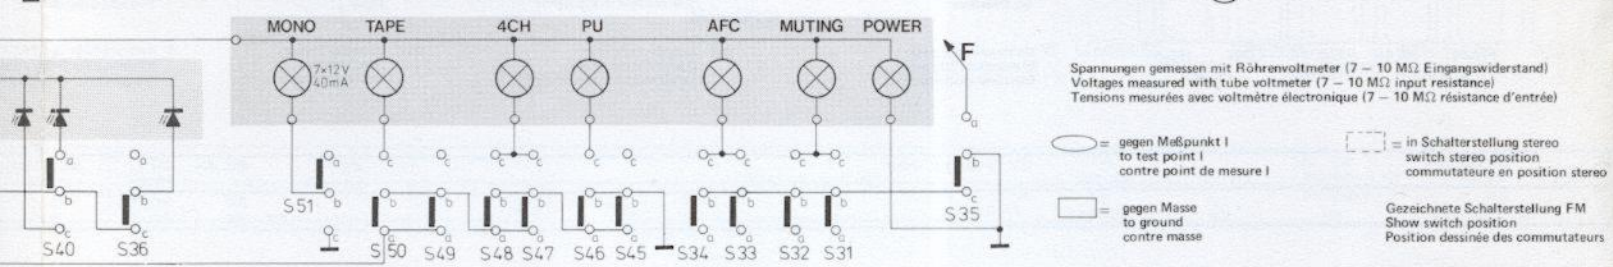 MONO TAPE 4CH PU AFC MUTING POWER
7×12V
40mA
F
a a a c c c c c c c c c c a
b
b b b b b b b b b b b b b
c c c a a a a a a a a a a c
S40 S36 S51 S50 S49 S48 S47 S46 S45 S34 S33 S32 S31 S35
Spannungen gemessen mit Röhrenvoltmeter (7 – 10 MΩ Eingangswiderstand)
Voltages measured with tube voltmeter (7 – 10 MΩ input resistance)
Tensions mesurées avec voltmètre électronique (7 – 10 MΩ résistance d'entrée)
= gegen Meßpunkt I
to test point I
contre point de mesure I
= in Schalterstellung stereo
switch stereo position
commutateur en position stereo
= gegen Masse
to ground
contre masse
Gezeichnete Schalterstellung FM
Show switch position
Position dessinée des commutateurs